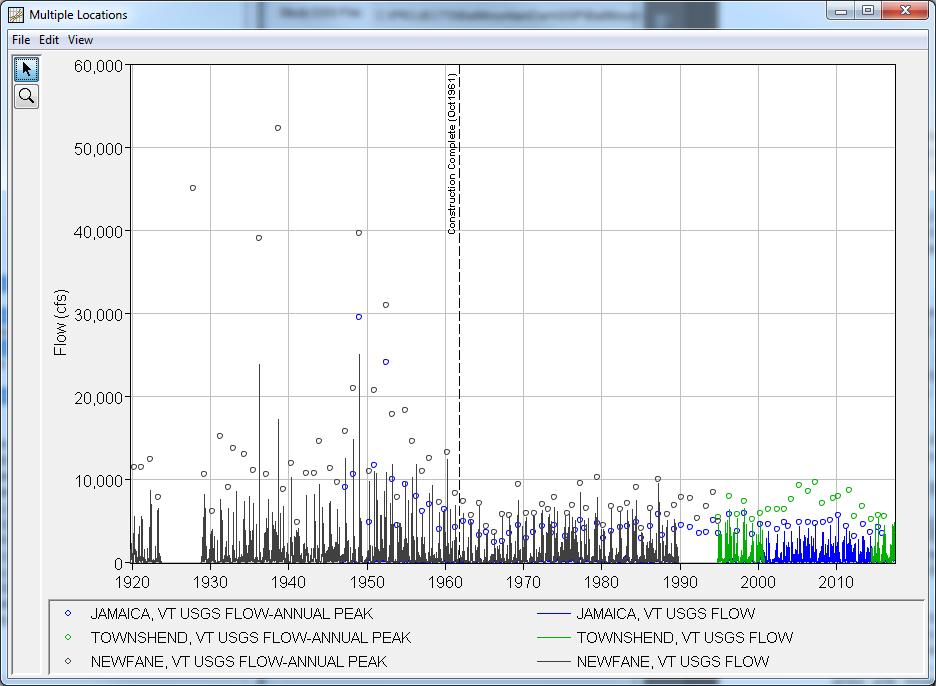 Multiple Locations
File Edit View
60,000
50,000
40,000
30,000
20,000
10,000
0
Flow (cfs)
Construction Complete (Oct1961)
1920 1930 1940 1950 1960 1970 1980 1990 2000 2010
JAMAICA, VT USGS FLOW-ANNUAL PEAK JAMAICA, VT USGS FLOW
TOWNSHEND, VT USGS FLOW-ANNUAL PEAK TOWNSHEND, VT USGS FLOW
NEWFANE, VT USGS FLOW-ANNUAL PEAK NEWFANE, VT USGS FLOW